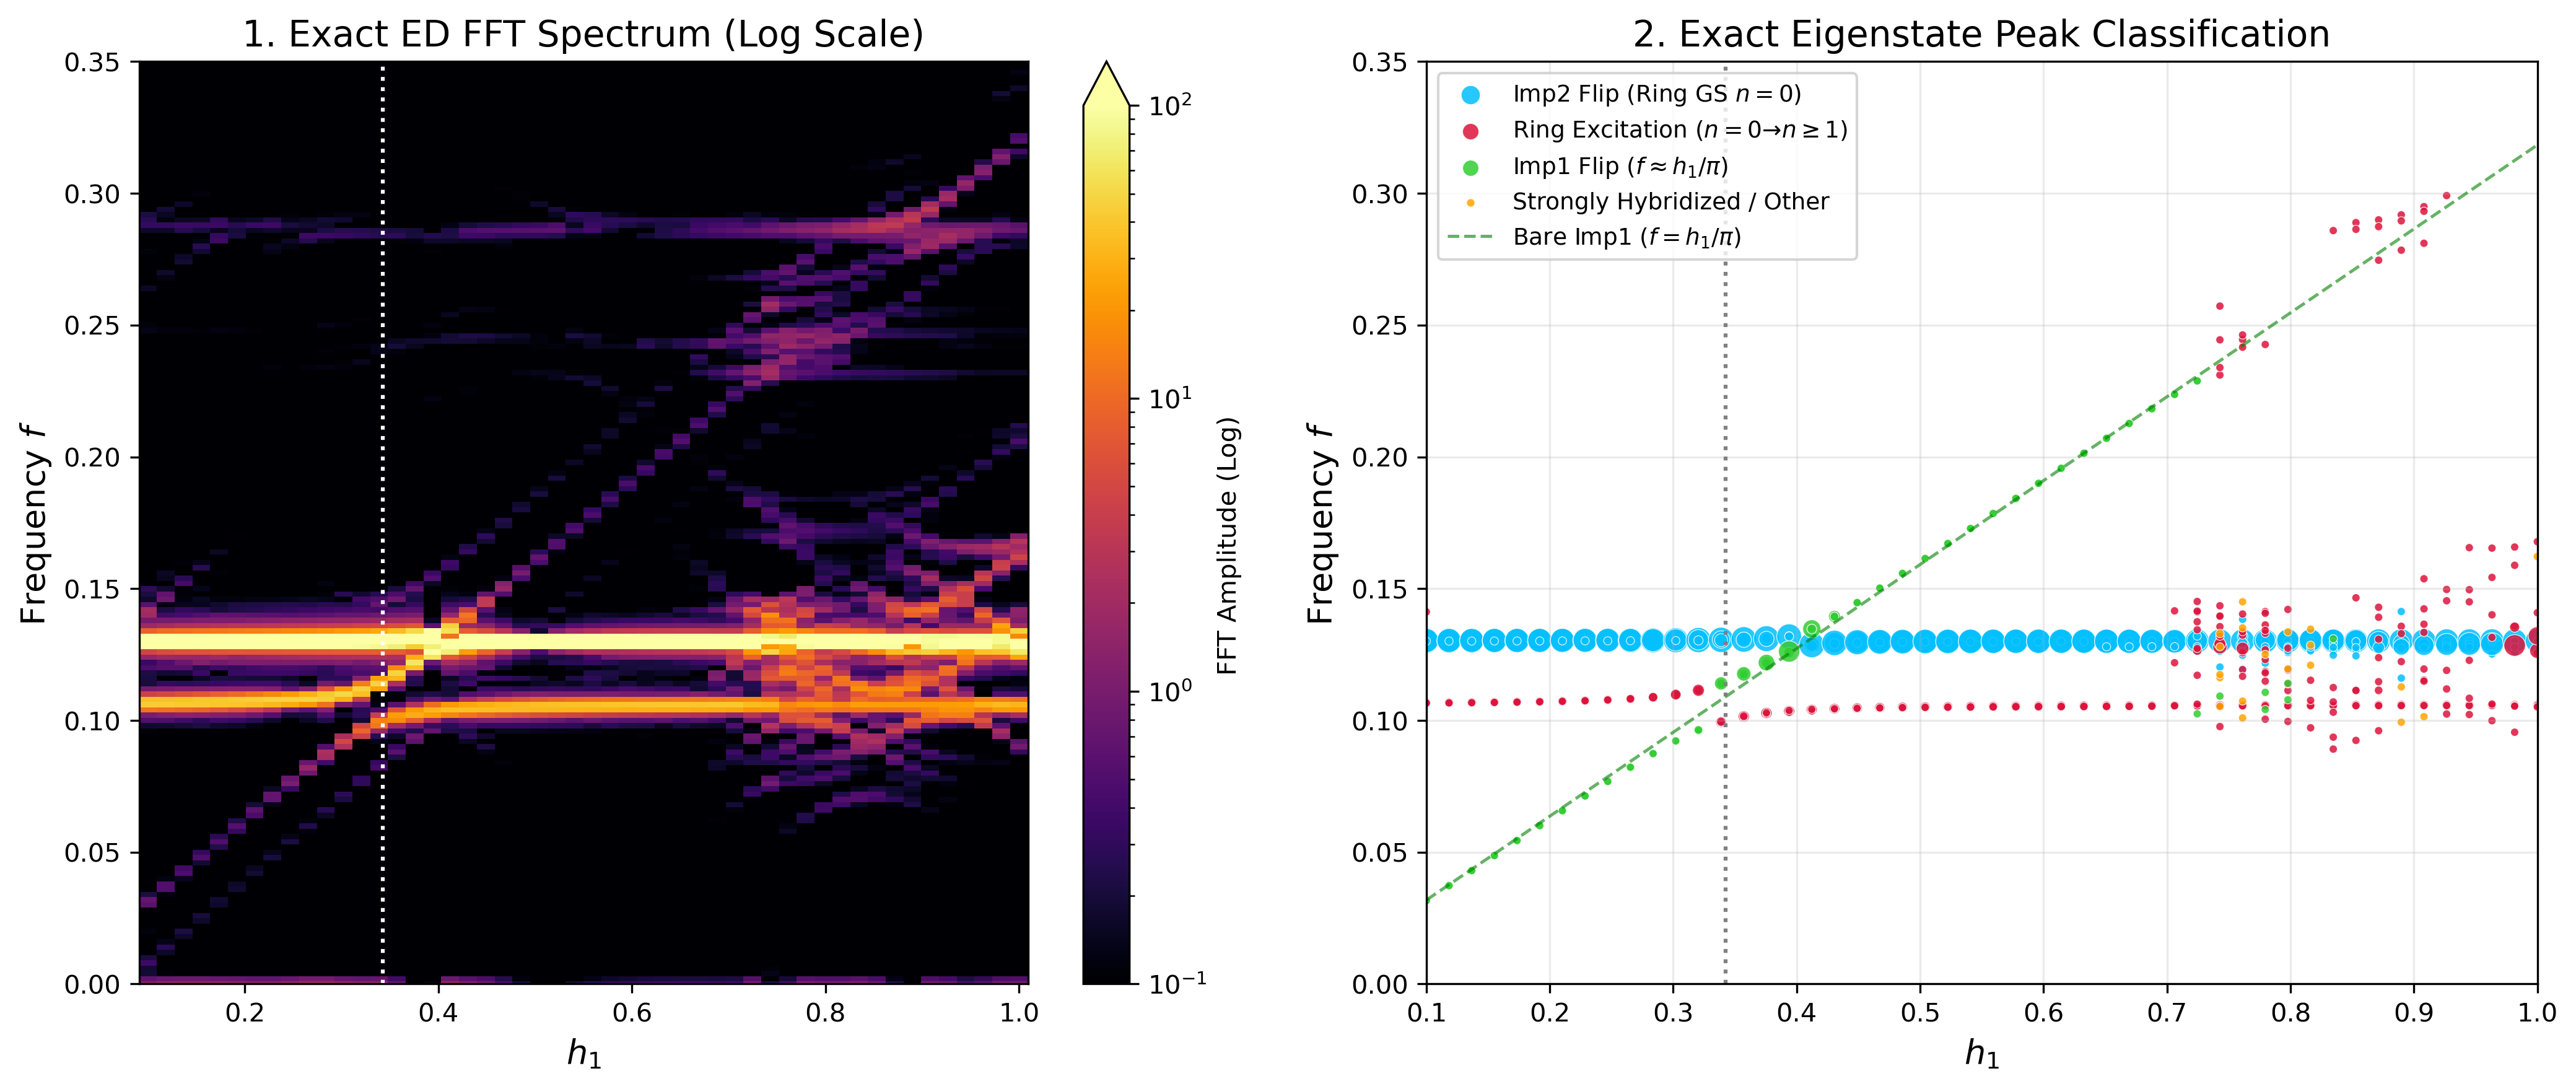 1. Exact ED FFT Spectrum (Log Scale)
0.35
0.30
0.25
0.20
0.15
0.10
0.05
0.00
Frequency f
0.2
0.4
0.6
0.8
1.0
h₁
10²
10¹
10⁰
10⁻¹
FFT Amplitude (Log)
2. Exact Eigenstate Peak Classification
Imp2 Flip (Ring GS n = 0)
Ring Excitation (n = 0→n ≥ 1)
Imp1 Flip (f ≈ h₁/π)
Strongly Hybridized / Other
Bare Imp1 (f = h₁/π)
0.35
0.30
0.25
0.20
0.15
0.10
0.05
0.00
Frequency f
0.1
0.2
0.3
0.4
0.5
0.6
0.7
0.8
0.9
1.0
h₁